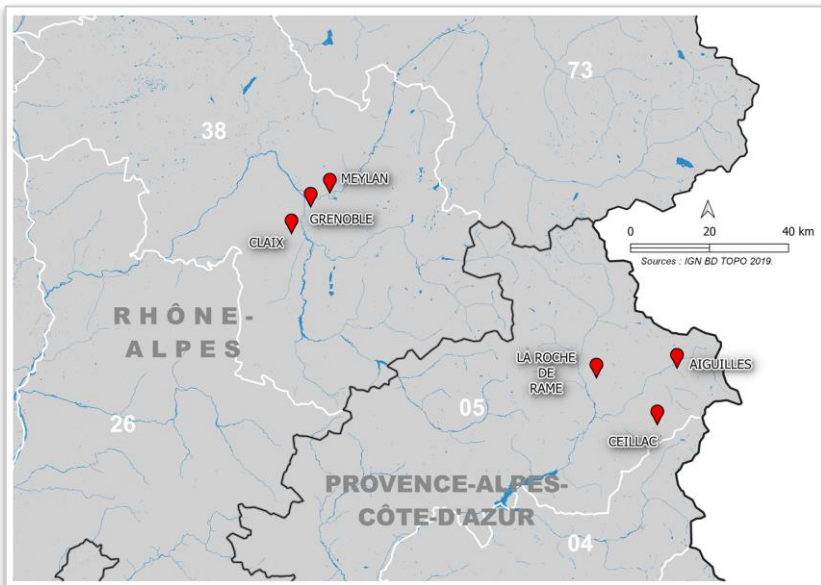 73
38
MEYLAN
GRENOBLE
CLAIX
0 20 40 km
Sources : IGN BD TOPO 2019.
RHÔNE-
ALPES
LA ROCHE
DE
RAME
AIGUILLES
05
26
CEILLAC
PROVENCE-ALPES-
CÔTE-D'AZUR
04